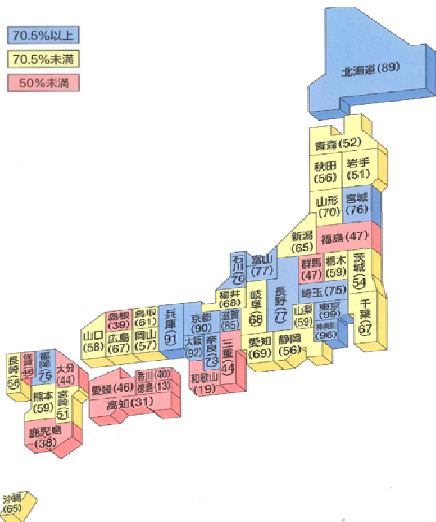 70.5%以上
70.5%未満
50%未満
北海道(89)
青森(52)
秋田
(56)
岩手
(51)
山形
(70)
宮城
(76)
新潟
(65)
福島(47)
石川
富山
(77)
群馬
(47)
栃木
(59)
茨城
(54)
福井
(68)
岐阜
(68)
長野
(77)
埼玉(75)
山梨
(59)
東京
(99)
千葉
(67)
神奈川
(96)
島根
(39)
鳥取
(61)
兵庫
(91)
京都
(90)
滋賀
(85)
山口
(58)
広島
(67)
岡山
(57)
大阪
(92)
奈良
(73)
三重
(44)
愛知
(69)
静岡
(56)
長崎
(56)
佐賀
福岡
(75)
大分
(44)
愛媛(46)
香川(40)
徳島(13)
高知(31)
和歌山
(19)
熊本
(59)
宮崎
(51)
鹿児島
(38)
沖縄
(65)